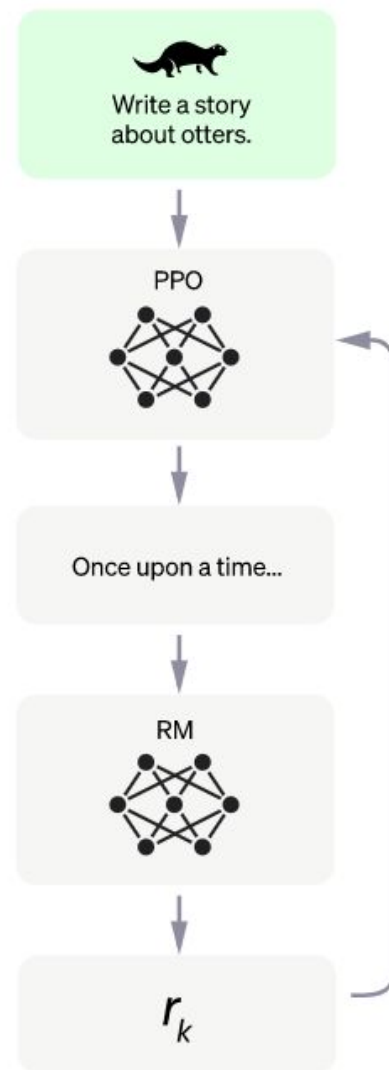 Write a story
about otters.
PPO
Once upon a time...
RM
r_k